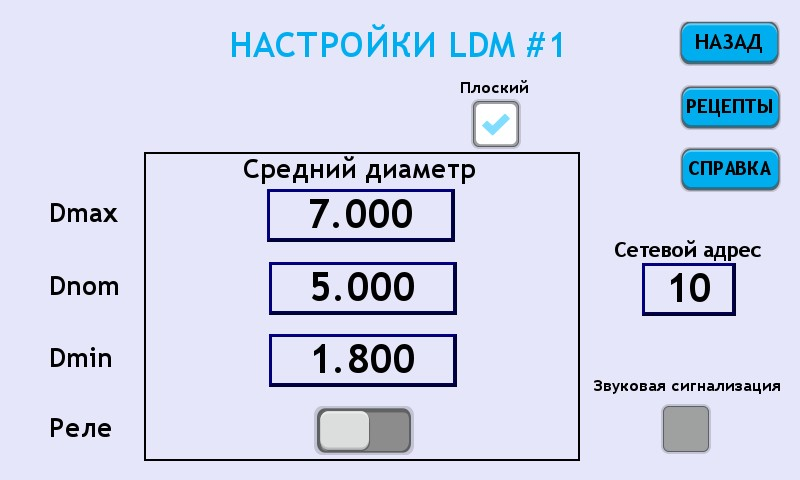 НАСТРОЙКИ LDM #1
НАЗАД
Плоский
РЕЦЕПТЫ
Средний диаметр
СПРАВКА
Dmax
7.000
Сетевой адрес
Dnom
5.000
10
Dmin
1.800
Звуковая сигнализация
Реле